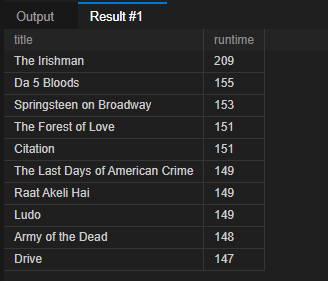 Output Result #1
title runtime
The Irishman 209
Da 5 Bloods 155
Springsteen on Broadway 153
The Forest of Love 151
Citation 151
The Last Days of American Crime 149
Raat Akeli Hai 149
Ludo 149
Army of the Dead 148
Drive 147